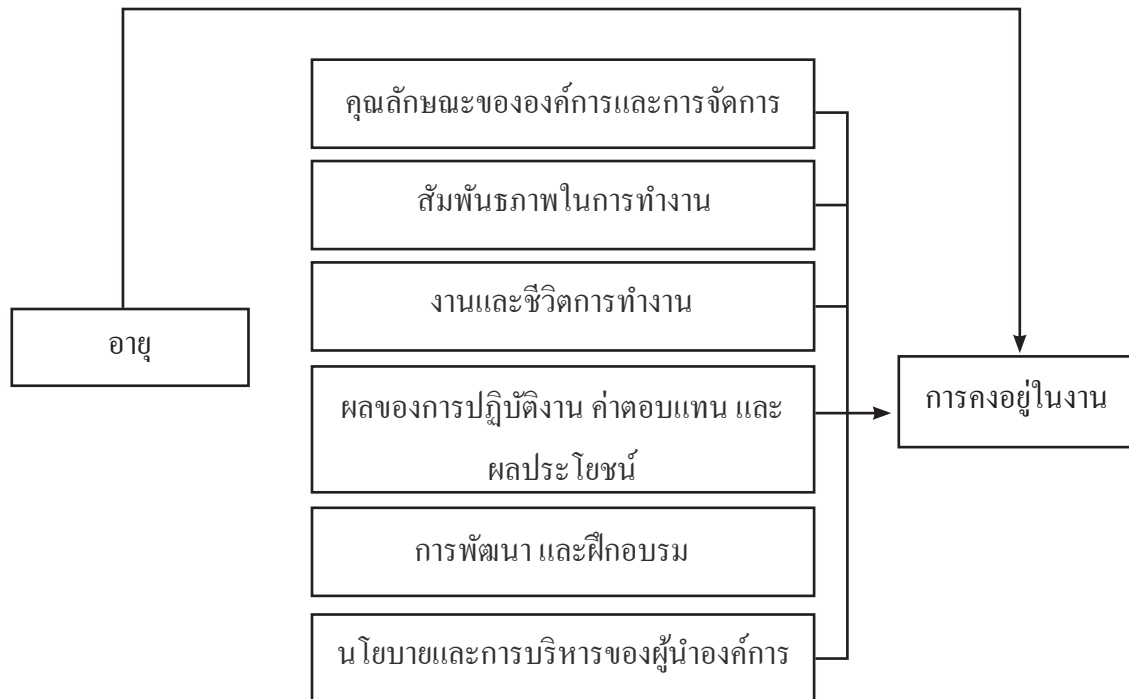 คุณลักษณะขององค์การและการจัดการ
สัมพันธภาพในการทำงาน
งานและชีวิตการทำงาน
อายุ
ผลของการปฏิบัติงาน ค่าตอบแทน และ
ผลประโยชน์
การคงอยู่ในงาน
การพัฒนา และฝึกอบรม
นโยบายและการบริหารของผู้นำองค์การ